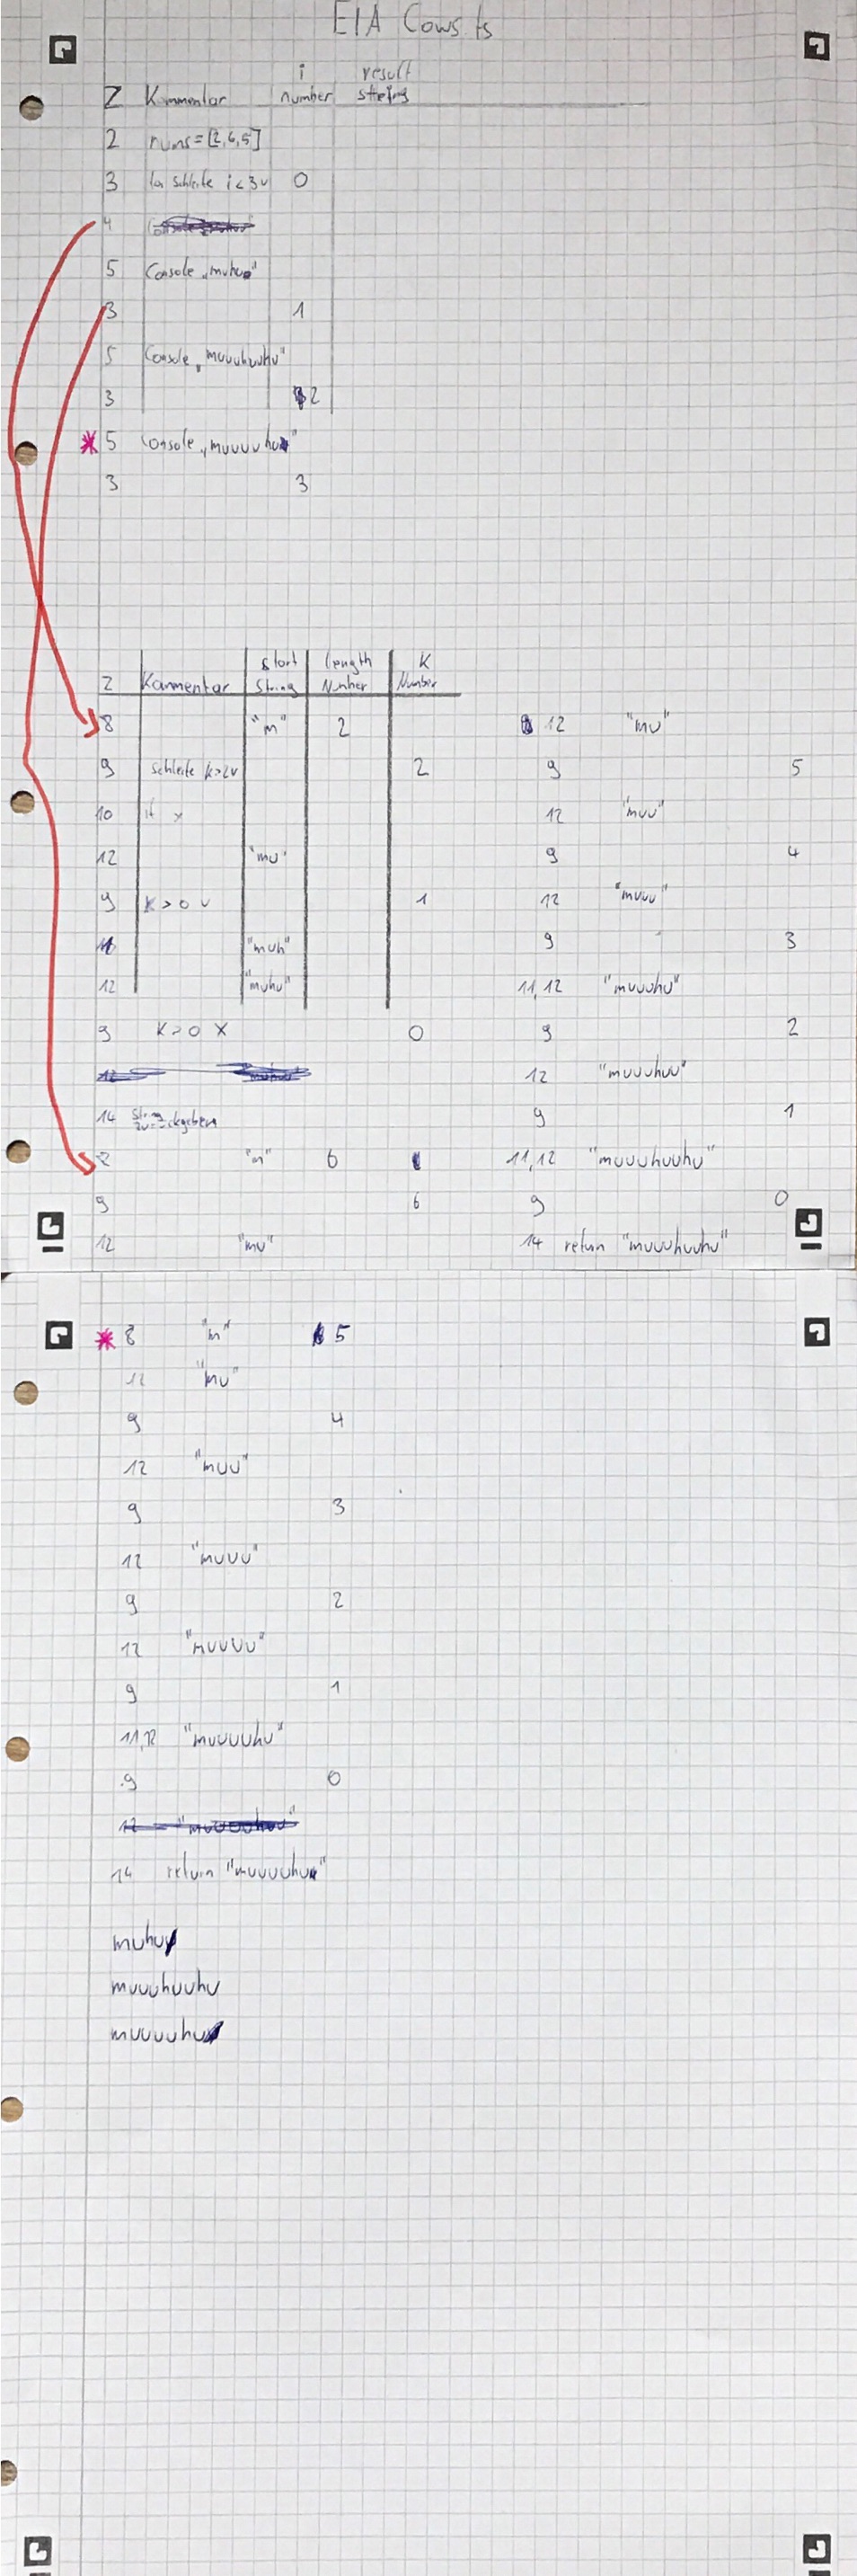 EIA Cows.ts
i result
Z Kommentar number string
2 nums=[2,6,5]
3 for Schleife i<3 ✓ 0
4
5 Console „muhu"
3 1
5 Console „muuuhuuhu"
3 2
* 5 Console „muuuuhu"
3 3
Start Length K
Z Kommentar String Number Number
8 "m" 2
9 Schleife K>2 ✓ 2
10 if x
12 "mu"
9 K>0 ✓ 1
11 "muh"
12 "muhu"
9 K>0 X 0
14 String zurückgeben
8 "m" 6
9 6
12 "mu"
12 "mu"
9 5
12 "muu"
9 4
12 "muuu"
9 3
11,12 "muuuhu"
9 2
12 "muuuhuu"
9 1
11,12 "muuuhuuhu"
9 0
14 return "muuuhuuhu"
* 8 "m" 5
12 "mu"
9 4
12 "muu"
9 3
12 "muuu"
9 2
12 "muuuu"
9 1
11,12 "muuuuhu"
9 0
14 return "muuuuhu"
muhu
muuuhuuhu
muuuuhu